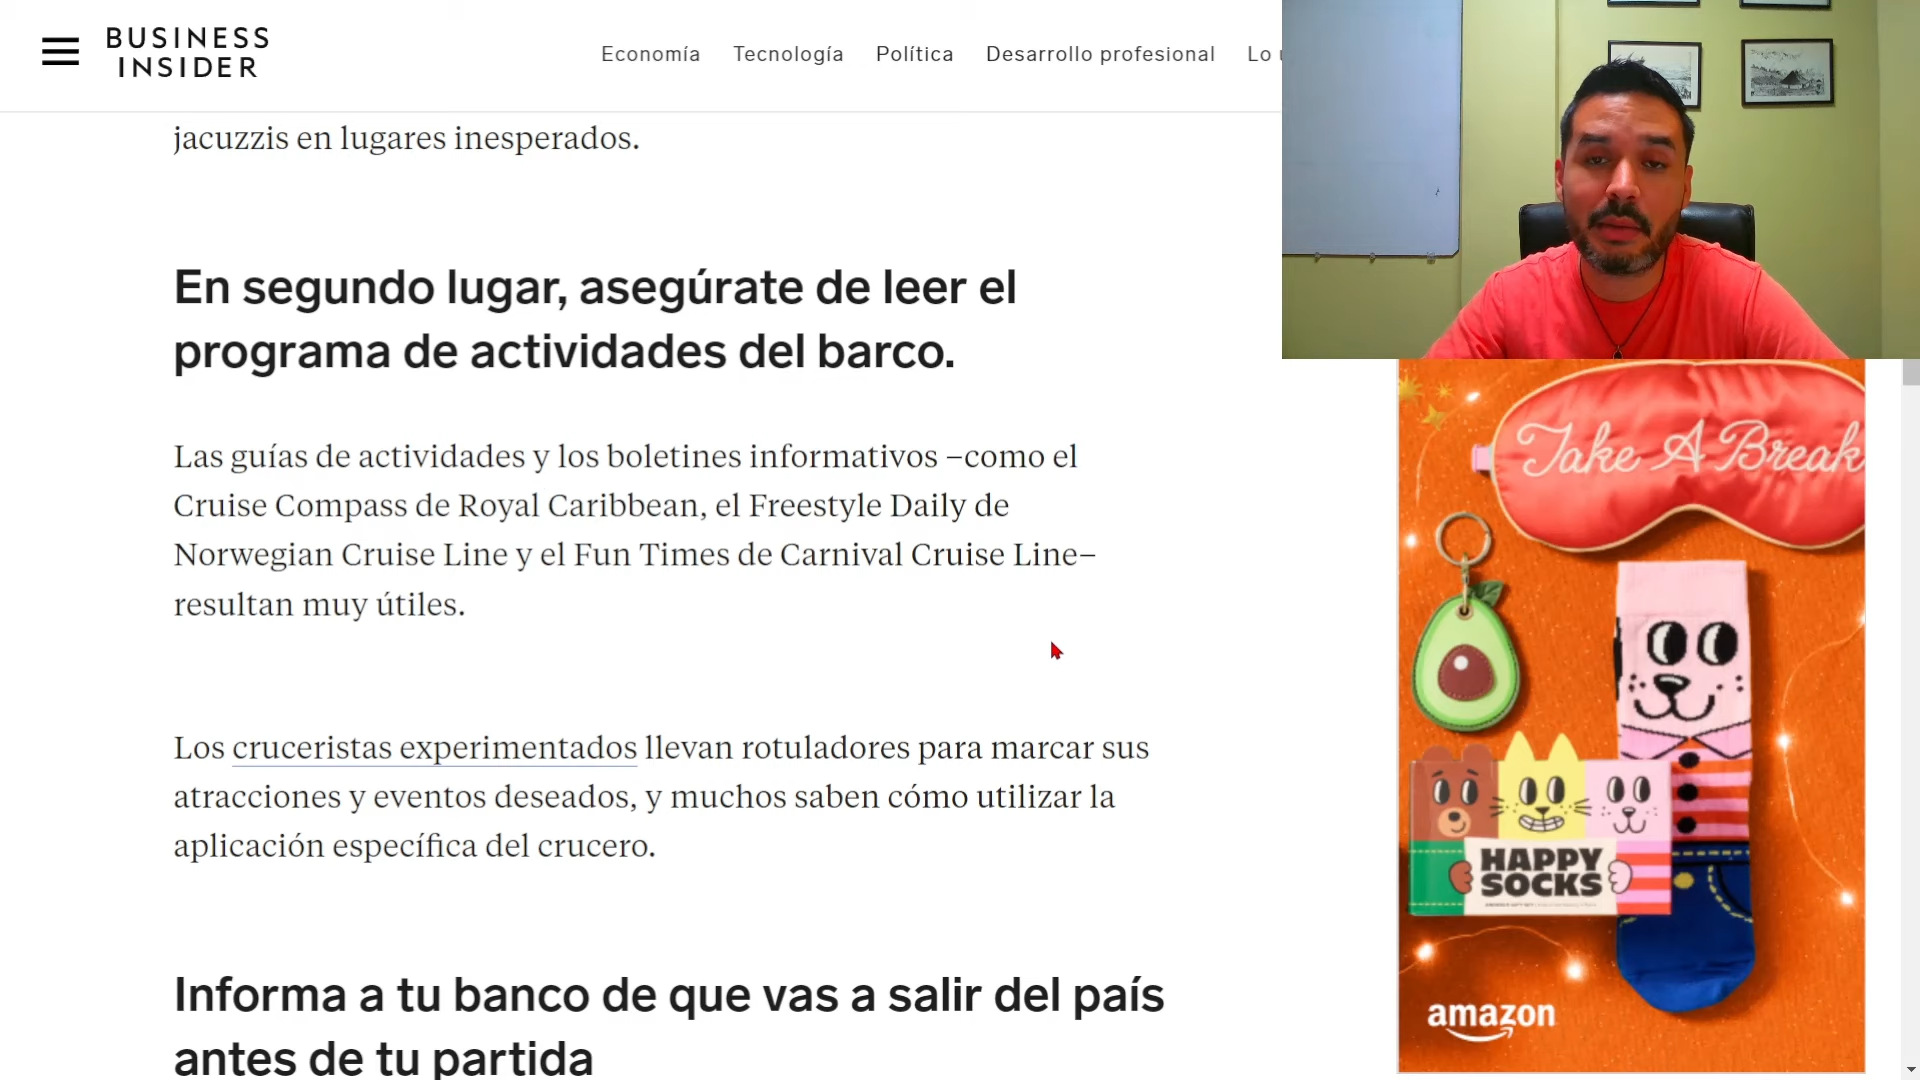 BUSINESS
INSIDER
Economía
Tecnología
Política
Desarrollo profesional
Lo
jacuzzis en lugares inesperados.
En segundo lugar, asegúrate de leer el
programa de actividades del barco.
Las guías de actividades y los boletines informativos –como el
Cruise Compass de Royal Caribbean, el Freestyle Daily de
Norwegian Cruise Line y el Fun Times de Carnival Cruise Line–
resultan muy útiles.
Los cruceristas experimentados llevan rotuladores para marcar sus
atracciones y eventos deseados, y muchos saben cómo utilizar la
aplicación específica del crucero.
Informa a tu banco de que vas a salir del país
antes de tu partida
Take A Break
HAPPY
SOCKS
amazon